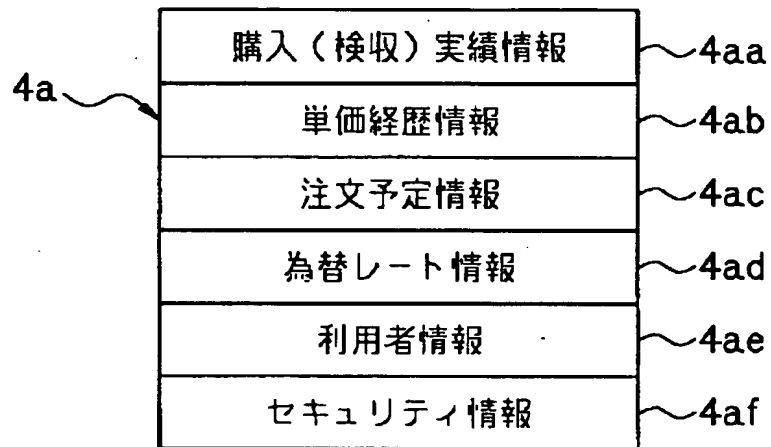 購入(検収)実績情報 4aa
4a
単価経歴情報 4ab
注文予定情報 4ac
為替レート情報 4ad
利用者情報 4ae
セキュリティ情報 4af